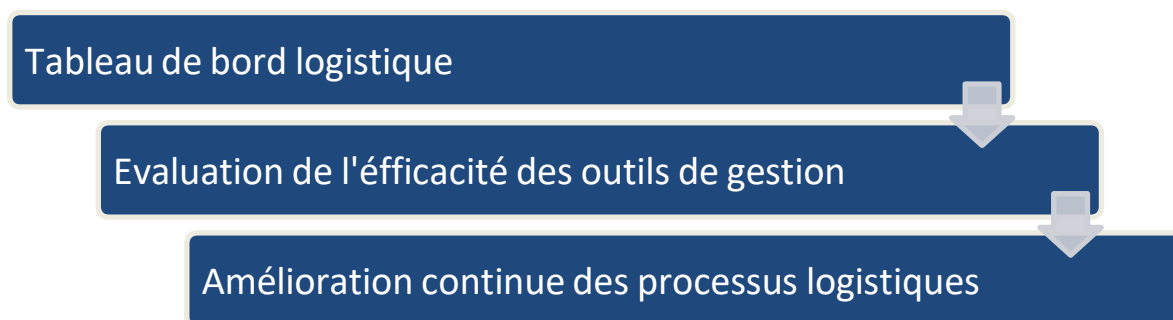 Tableau de bord logistique
Evaluation de l'éfficacité des outils de gestion
Amélioration continue des processus logistiques